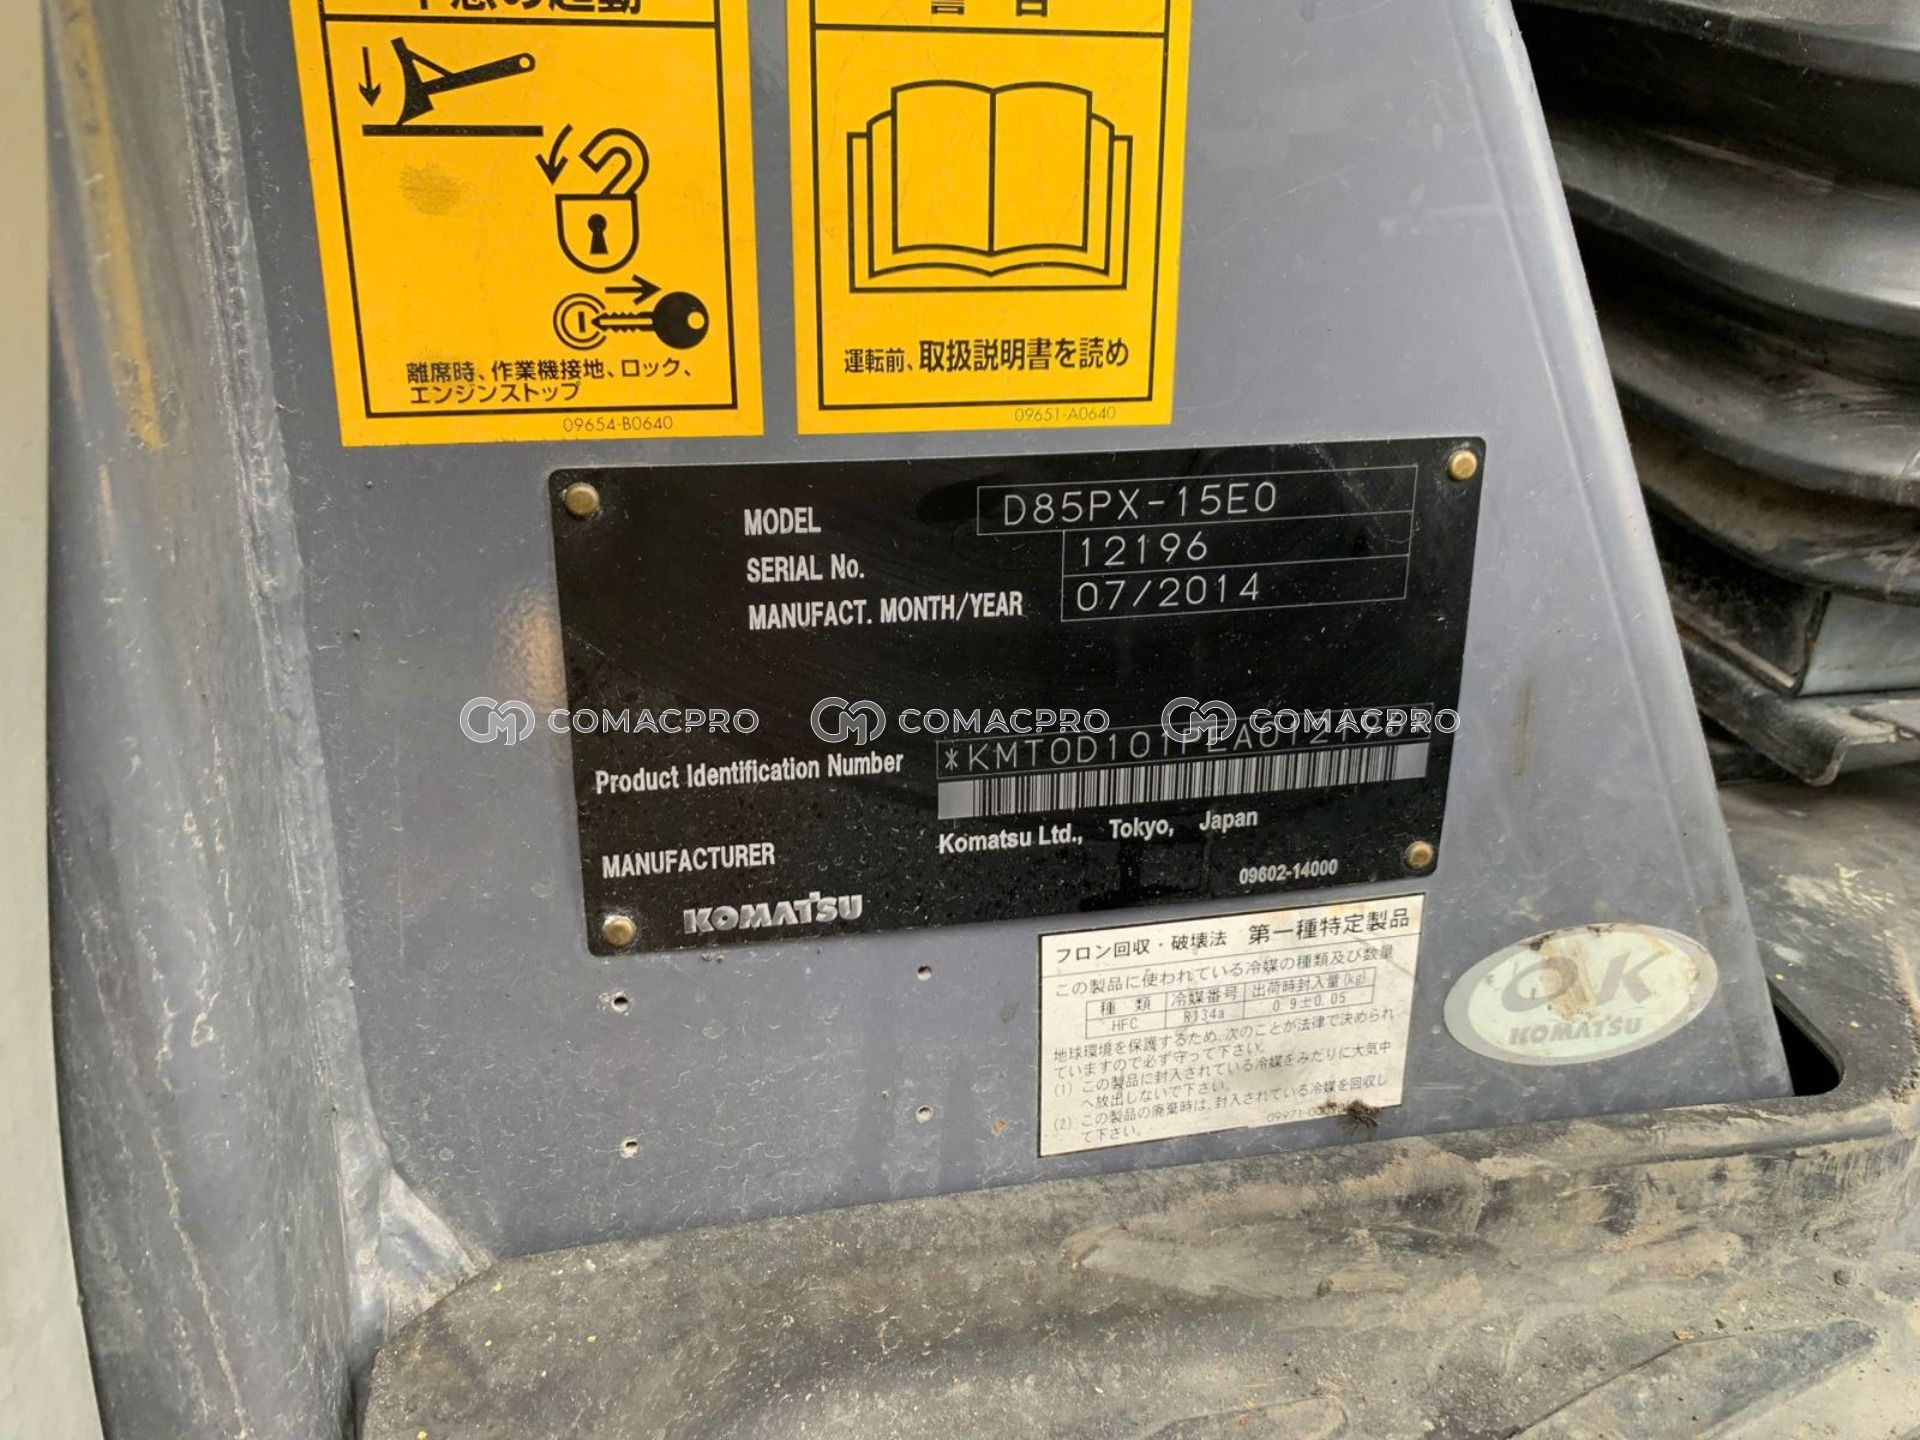 09654-B0640
離席時、作業機接地、ロック、
エンジンストップ
運転前、取扱説明書を読め
09651-A0640
MODEL D85PX-15E0
SERIAL No. 12196
MANUFACT. MONTH/YEAR 07/2014
COMACPRO COMACPRO COMACPRO
Product Identification Number
MANUFACTURER Komatsu Ltd., Tokyo, Japan
09602-14000
KOMATSU
フロン回収・破壊法 第一種特定製品
この製品に使われている冷媒の種類及び数量
種類 冷媒番号 出荷時封入量(kg)
HFC R134a 0.9±0.05
地球環境を保護するため、次のことが法律で決められ
ていますので必ず守って下さい。
(1) この製品に封入されている冷媒をみだりに大気中
へ放出しないで下さい。
(2) この製品の廃棄時は、封入されている冷媒を回収し
て下さい。
OK
KOMATSU